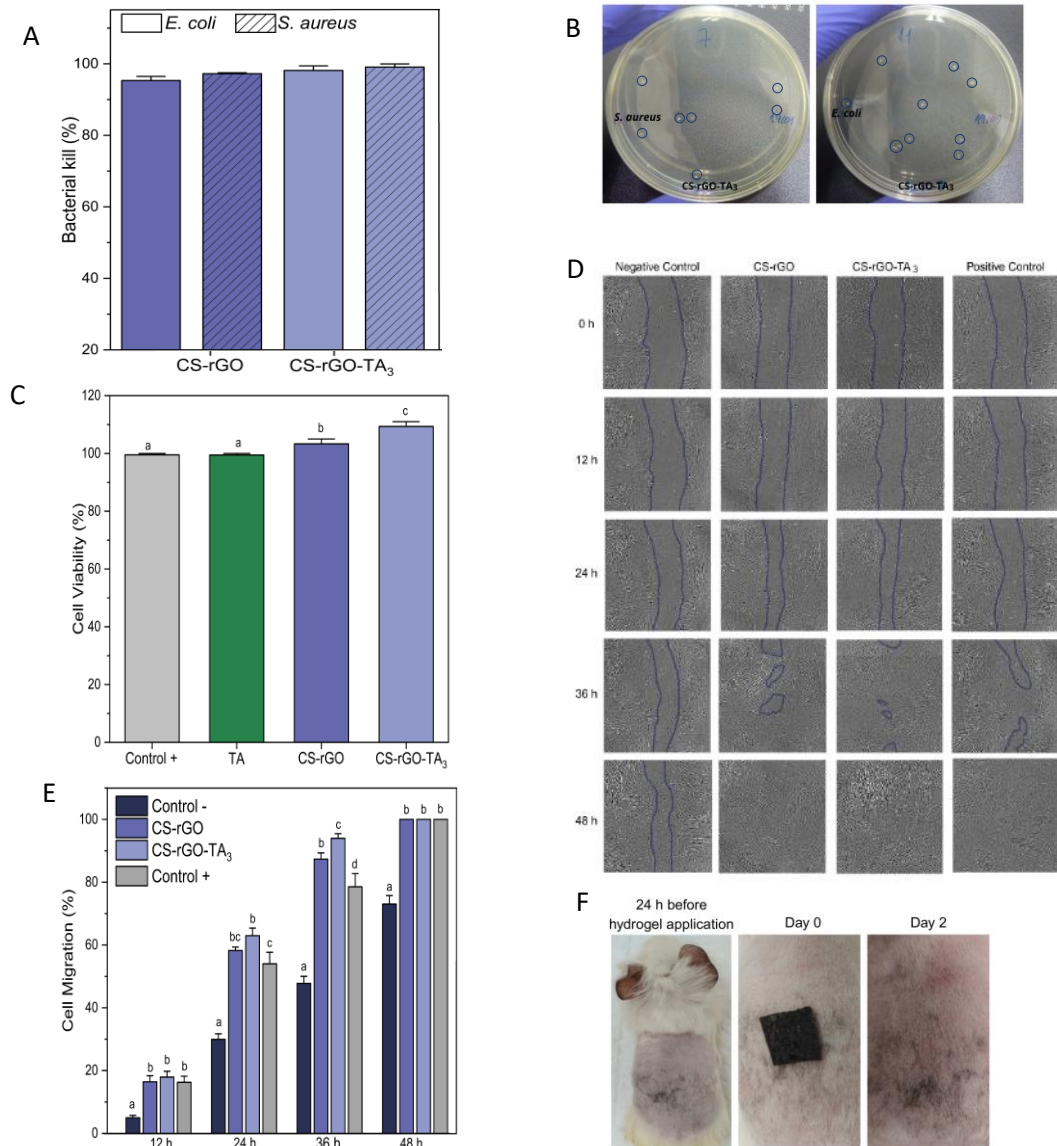 A
E. coli S. aureus
Bacterial kill (%)
100
80
60
40
20
CS-rGO CS-rGO-TA3
B
7
S. aureus
CS-rGO-TA3
11
E. coli
CS-rGO-TA3
C
Cell Viability (%)
120
100
80
60
40
20
0
a a b c
Control + TA CS-rGO CS-rGO-TA3
D
Negative Control CS-rGO CS-rGO-TA3 Positive Control
0 h
12 h
24 h
36 h
48 h
E
Control -
CS-rGO
CS-rGO-TA3
Control +
Cell Migration (%)
100
80
60
40
20
0
a b b b
a bc b c
a b c d
a b b b
12 h 24 h 36 h 48 h
F
24 h before
hydrogel application
Day 0
Day 2